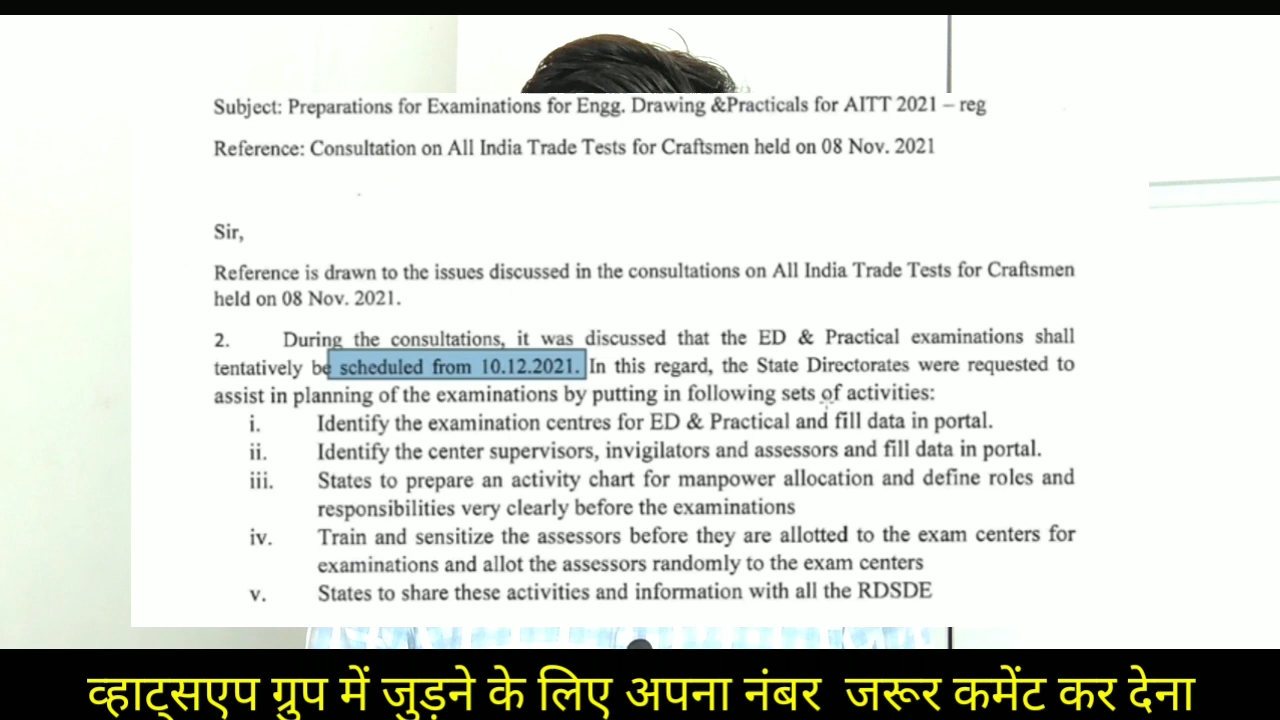 Subject: Preparations for Examinations for Engg. Drawing &Practicals for AITT 2021 – reg
Reference: Consultation on All India Trade Tests for Craftsmen held on 08 Nov. 2021
Sir,
Reference is drawn to the issues discussed in the consultations on All India Trade Tests for Craftsmen
held on 08 Nov. 2021.
2. During the consultations, it was discussed that the ED & Practical examinations shall
tentatively be scheduled from 10.12.2021. In this regard, the State Directorates were requested to
assist in planning of the examinations by putting in following sets of activities:
i. Identify the examination centres for ED & Practical and fill data in portal.
ii. Identify the center supervisors, invigilators and assessors and fill data in portal.
iii. States to prepare an activity chart for manpower allocation and define roles and
responsibilities very clearly before the examinations
iv. Train and sensitize the assessors before they are allotted to the exam centers for
examinations and allot the assessors randomly to the exam centers
v. States to share these activities and information with all the RDSDE
व्हाट्सएप ग्रुप में जुड़ने के लिए अपना नंबर जरूर कमेंट कर देना